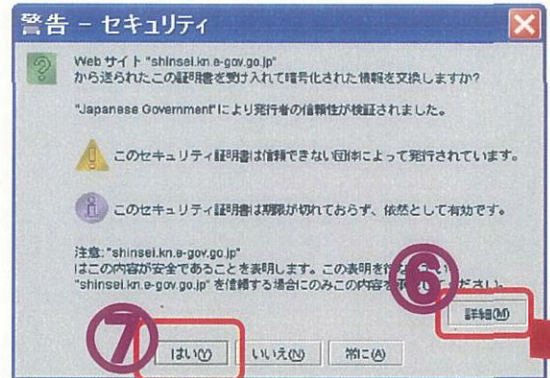 警告 - セキュリティ
Web サイト "shinsei.kn.e-gov.go.jp"
から送られたこの証明書を受け入れて暗号化された情報を交換しますか?
"Japanese Government"により発行者の信頼性が検証されました。
このセキュリティ証明書は信頼できない団体によって発行されています。
このセキュリティ証明書は期限が切れておらず、依然として有効です。
注意: "shinsei.kn.e-gov.go.jp"
はこの内容が安全であることを表明します。この表明を行
"shinsei.kn.e-gov.go.jp" を信頼する場合にのみこの内容を ください。
⑥
詳細(M)
⑦
はい(Y) いいえ(N) 常に(A)